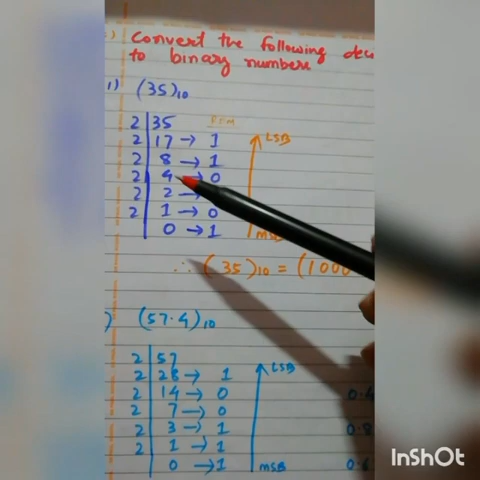 Convert the following
to binary numbers
1) (35)10
2 | 35 REM
2 | 17 → 1 LSB
2 | 8 → 1
2 | 4 → 0
2 | 2 →
2 | 1 → 0
0 → 1 MSB
∴ (35)10 = (1000
) (57.4)10
2 | 57 LSB
2 | 28 → 1
2 | 14 → 0
2 | 7 → 0
2 | 3 → 1
2 | 1 → 1
0 → 1 MSB
InShOt